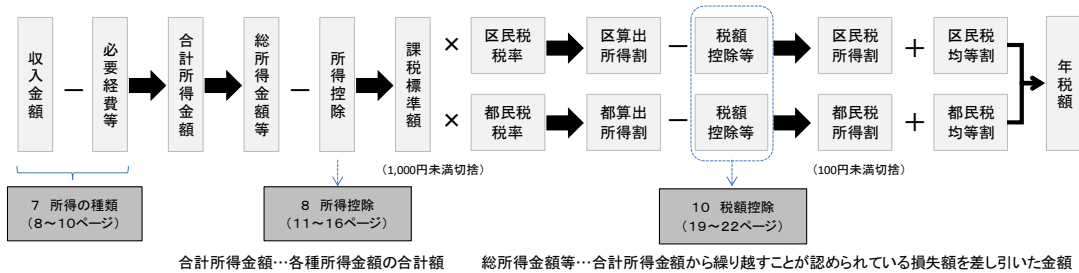 収入金額
－
必要経費等
合計所得金額
総所得金額等
－
所得控除
課税標準額
×
区民税
税率
区算出
所得割
－
税額
控除等
区民税
所得割
＋
区民税
均等割
×
都民税
税率
都算出
所得割
－
税額
控除等
都民税
所得割
＋
都民税
均等割
年税額
(1,000円未満切捨)
(100円未満切捨)
７ 所得の種類
（8～10ページ）
８ 所得控除
（11～16ページ）
１０ 税額控除
（19～22ページ）
合計所得金額…各種所得金額の合計額
総所得金額等…合計所得金額から繰り越すことが認められている損失額を差し引いた金額